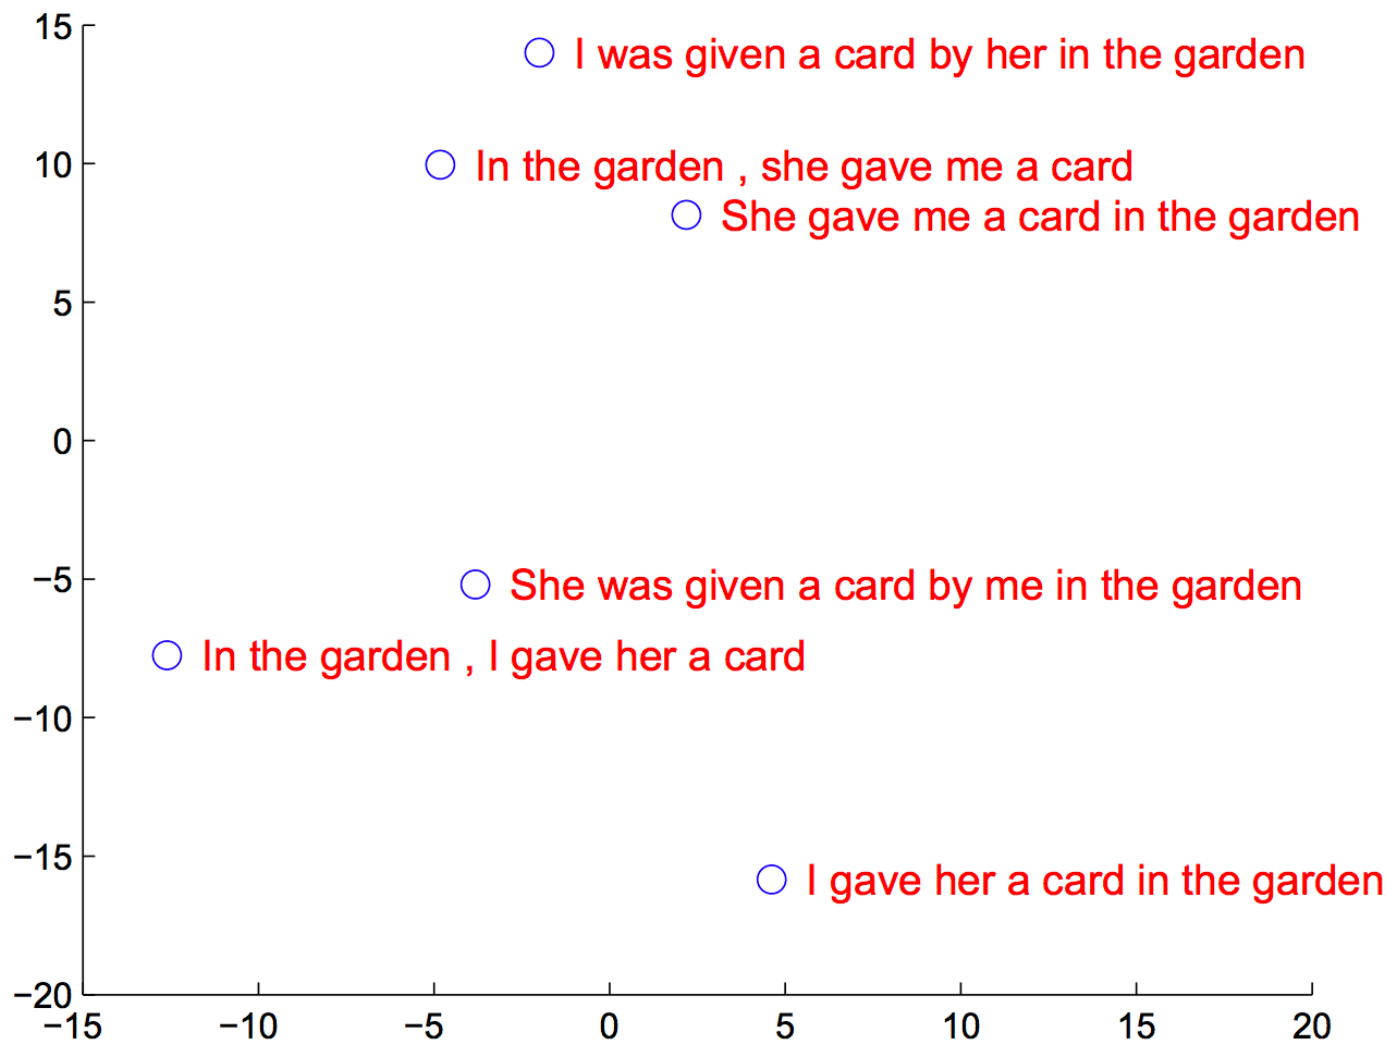 15
I was given a card by her in the garden
10
In the garden , she gave me a card
She gave me a card in the garden
5
0
−5
She was given a card by me in the garden
In the garden , I gave her a card
−10
−15
I gave her a card in the garden
−20
−15 −10 −5 0 5 10 15 20